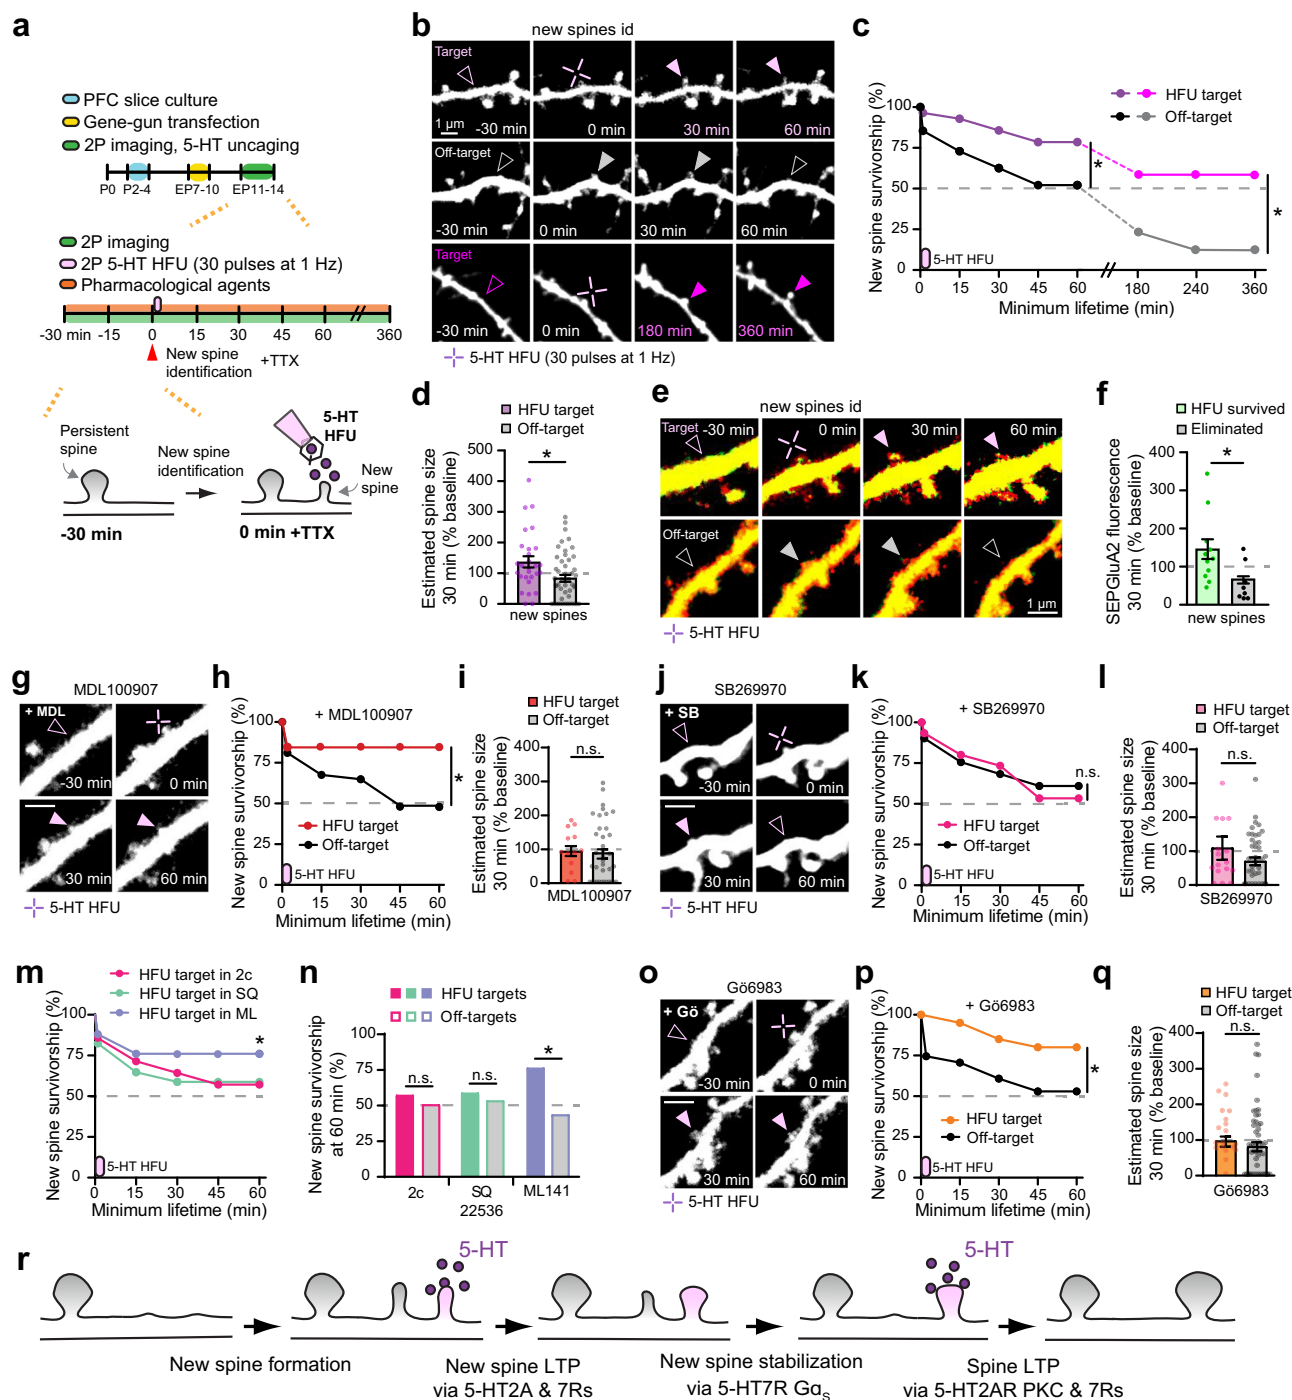 a
PFC slice culture
Gene-gun transfection
2P imaging, 5-HT uncaging
P0 P2-4 EP7-10 EP11-14
2P imaging
2P 5-HT HFU (30 pulses at 1 Hz)
Pharmacological agents
-30 min -15 0 15 30 45 60 360
New spine
identification
+TTX
Persistent
spine
New spine
identification
5-HT
HFU
New
spine
-30 min
0 min +TTX
b
new spines id
Target
1 µm
-30 min
0 min
30 min
60 min
Off-target
-30 min
0 min
30 min
60 min
Target
-30 min
0 min
180 min
360 min
5-HT HFU (30 pulses at 1 Hz)
c
New spine survivorship (%)
100
75
50
25
0
HFU target
Off-target
*
*
5-HT HFU
0 15 30 45 60 180 240 360
Minimum lifetime (min)
d
HFU target
Off-target
Estimated spine size
30 min (% baseline)
500
400
300
200
100
0
*
new spines
e
new spines id
Target
-30 min
0 min
30 min
60 min
Off-target
1 µm
5-HT HFU
f
HFU survived
Eliminated
SEPGluA2 fluorescence
30 min (% baseline)
400
300
200
100
0
*
new spines
g
MDL100907
+ MDL
-30 min
0 min
30 min
60 min
5-HT HFU
h
New spine survivorship (%)
100
75
50
25
0
+ MDL100907
*
HFU target
Off-target
5-HT HFU
0 15 30 45 60
Minimum lifetime (min)
i
HFU target
Off-target
Estimated spine size
30 min (% baseline)
400
300
200
100
0
n.s.
MDL100907
j
SB269970
+ SB
-30 min
0 min
30 min
60 min
5-HT HFU
k
New spine survivorship (%)
100
75
50
25
0
+ SB269970
n.s.
HFU target
Off-target
5-HT HFU
0 15 30 45 60
Minimum lifetime (min)
l
HFU target
Off-target
Estimated spine size
30 min (% baseline)
400
300
200
100
0
n.s.
SB269970
m
HFU target in 2c
HFU target in SQ
HFU target in ML
New spine survivorship (%)
100
75
50
25
0
*
5-HT HFU
0 15 30 45 60
Minimum lifetime (min)
n
HFU targets
Off-targets
New spine survivorship
at 60 min (%)
100
75
50
25
0
n.s.
n.s.
*
2c
SQ
22536
ML141
o
Gö6983
+ Gö
-30 min
0 min
30 min
60 min
5-HT HFU
p
New spine survivorship (%)
100
75
50
25
0
+ Gö6983
*
HFU target
Off-target
5-HT HFU
0 15 30 45 60
Minimum lifetime (min)
q
HFU target
Off-target
Estimated spine size
30 min (% baseline)
400
300
200
100
0
n.s.
Gö6983
r
5-HT
5-HT
New spine formation
New spine LTP
via 5-HT2A & 7Rs
New spine stabilization
via 5-HT7R Gαs
Spine LTP
via 5-HT2AR PKC & 7Rs